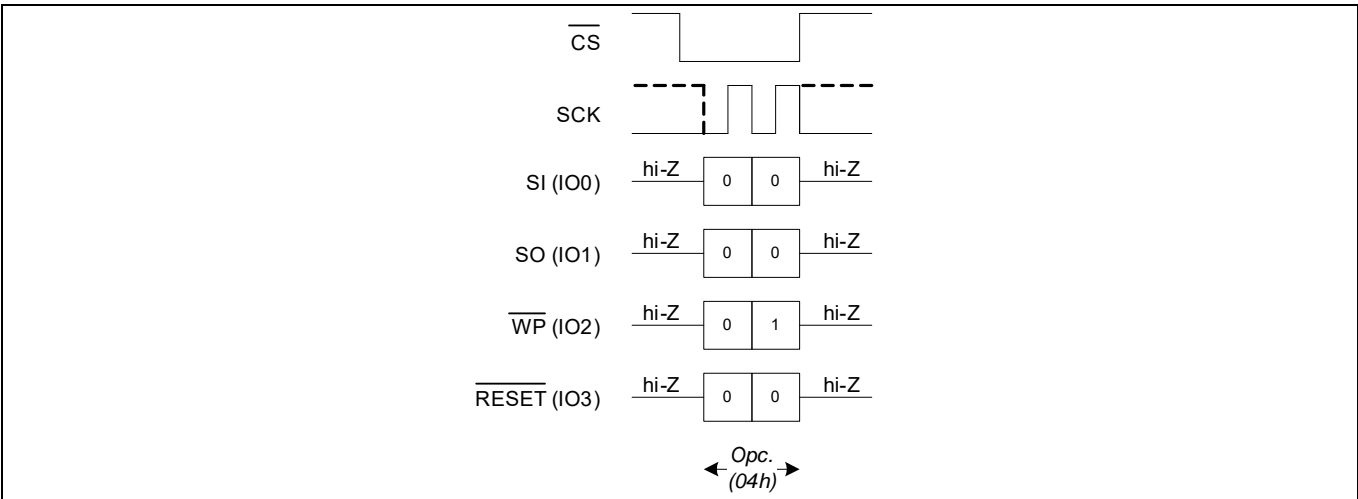 CS
SCK
hi-Z 0 0 hi-Z
SI (IO0)
hi-Z 0 0 hi-Z
SO (IO1)
hi-Z 0 1 hi-Z
WP (IO2)
hi-Z 0 0 hi-Z
RESET (IO3)
Opc.
(04h)